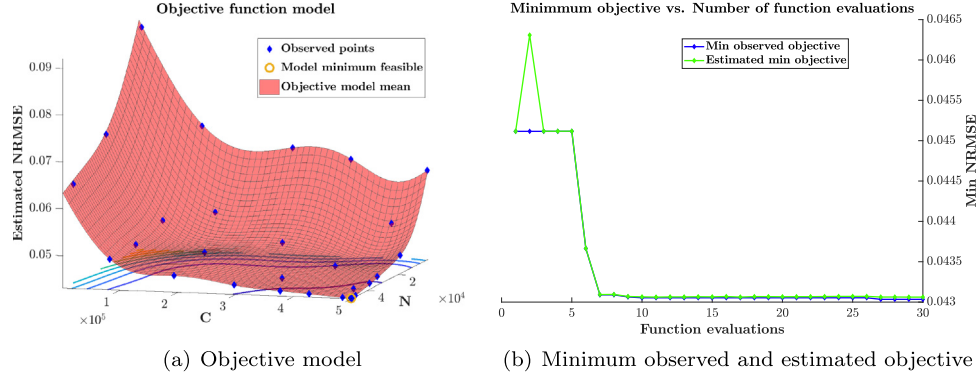 Objective function model
Observed points
Model minimum feasible
Objective model mean
Estimated NRMSE
0.09
0.08
0.07
0.06
0.05
1
2
3
4
5
×10⁵
C
2
4
N
×10⁴
(a) Objective model
Minimmum objective vs. Number of function evaluations
Min observed objective
Estimated min objective
0.0465
0.046
0.0455
0.045
0.0445
0.044
0.0435
0.043
Min NRMSE
0
5
10
15
20
25
30
Function evaluations
(b) Minimum observed and estimated objective